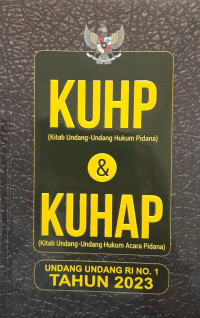 KUHP
(Kitab Undang-Undang Hukum Pidana)
&
KUHAP
(Kitab Undang-Undang Hukum Acara Pidana)
UNDANG UNDANG RI NO. 1
TAHUN 2023